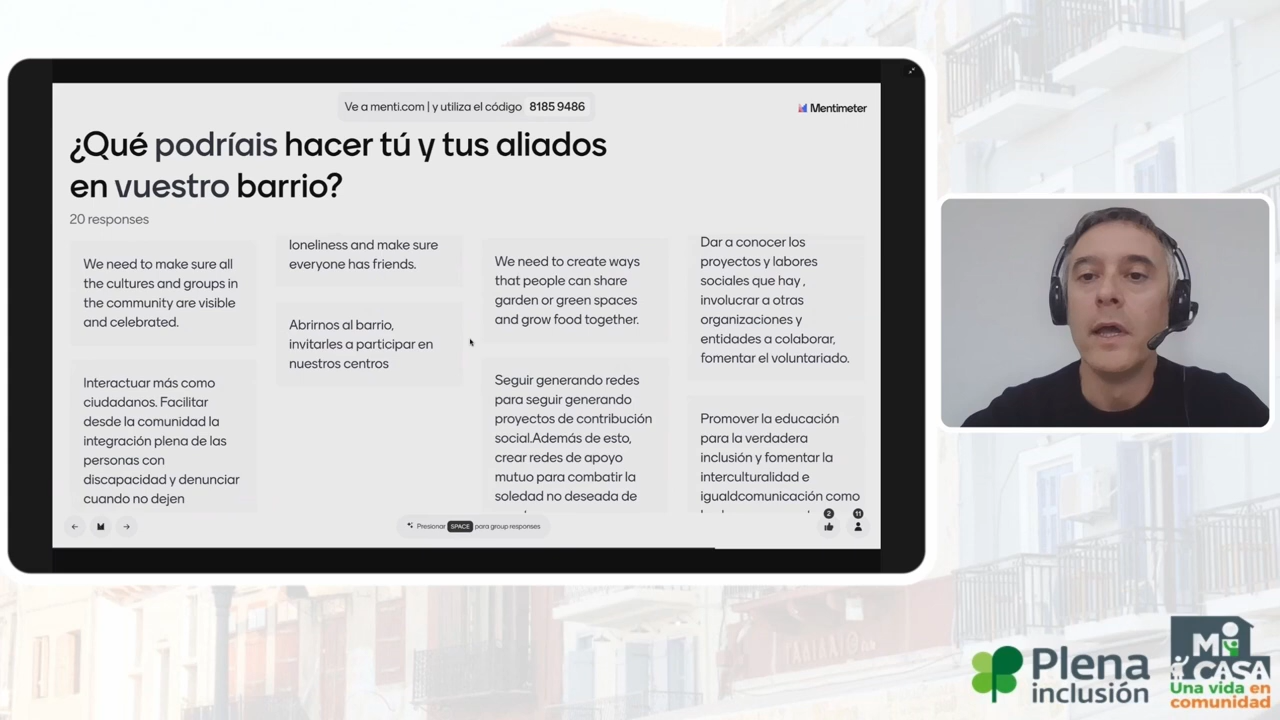 Ve a menti.com | y utiliza el código 8185 9486
Mentimeter
¿Qué podríais hacer tú y tus aliados
en vuestro barrio?
20 responses
We need to make sure all
the cultures and groups in
the community are visible
and celebrated.
Interactuar más como
ciudadanos. Facilitar
desde la comunidad la
integración plena de las
personas con
discapacidad y denunciar
cuando no dejen
loneliness and make sure
everyone has friends.
Abrirnos al barrio,
invitarles a participar en
nuestros centros
We need to create ways
that people can share
garden or green spaces
and grow food together.
Seguir generando redes
para seguir generando
proyectos de contribución
social.Además de esto,
crear redes de apoyo
mutuo para combatir la
soledad no deseada de
Dar a conocer los
proyectos y labores
sociales que hay ,
involucrar a otras
organizaciones y
entidades a colaborar,
fomentar el voluntariado.
Promover la educación
para la verdadera
inclusión y fomentar la
interculturalidad e
igualdcomunicación como
Presionar SPACE para group responses
2
11
Plena
inclusión
Mi
CASA
Una vida en
comunidad